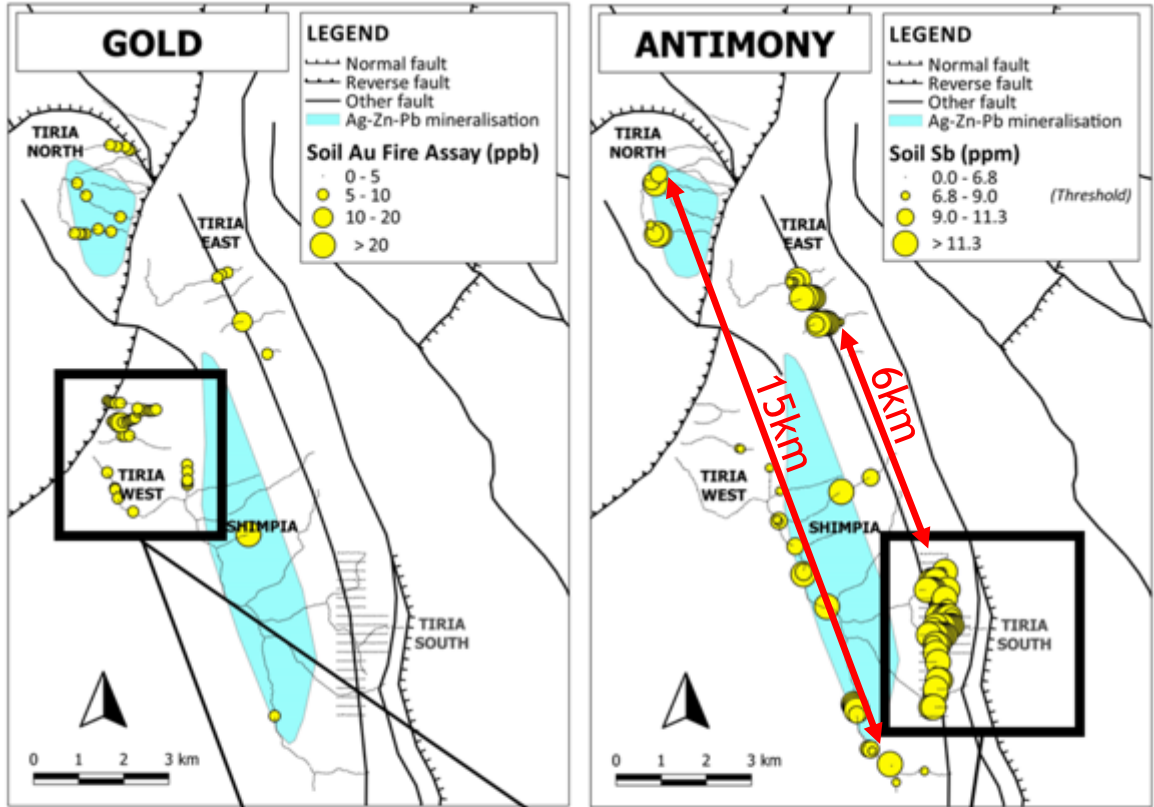 GOLD
LEGEND
Normal fault
Reverse fault
Other fault
Ag-Zn-Pb mineralisation
Soil Au Fire Assay (ppb)
0 - 5
5 - 10
10 - 20
> 20
TIRIA
NORTH
TIRIA
EAST
TIRIA
WEST
SHIMPIA
TIRIA
SOUTH
0 1 2 3 km
ANTIMONY
LEGEND
Normal fault
Reverse fault
Other fault
Ag-Zn-Pb mineralisation
Soil Sb (ppm)
0.0 - 6.8
6.8 - 9.0 (Threshold)
9.0 - 11.3
> 11.3
TIRIA
NORTH
TIRIA
EAST
15km
6km
TIRIA
WEST
SHIMPIA
TIRIA
SOUTH
0 1 2 3 km